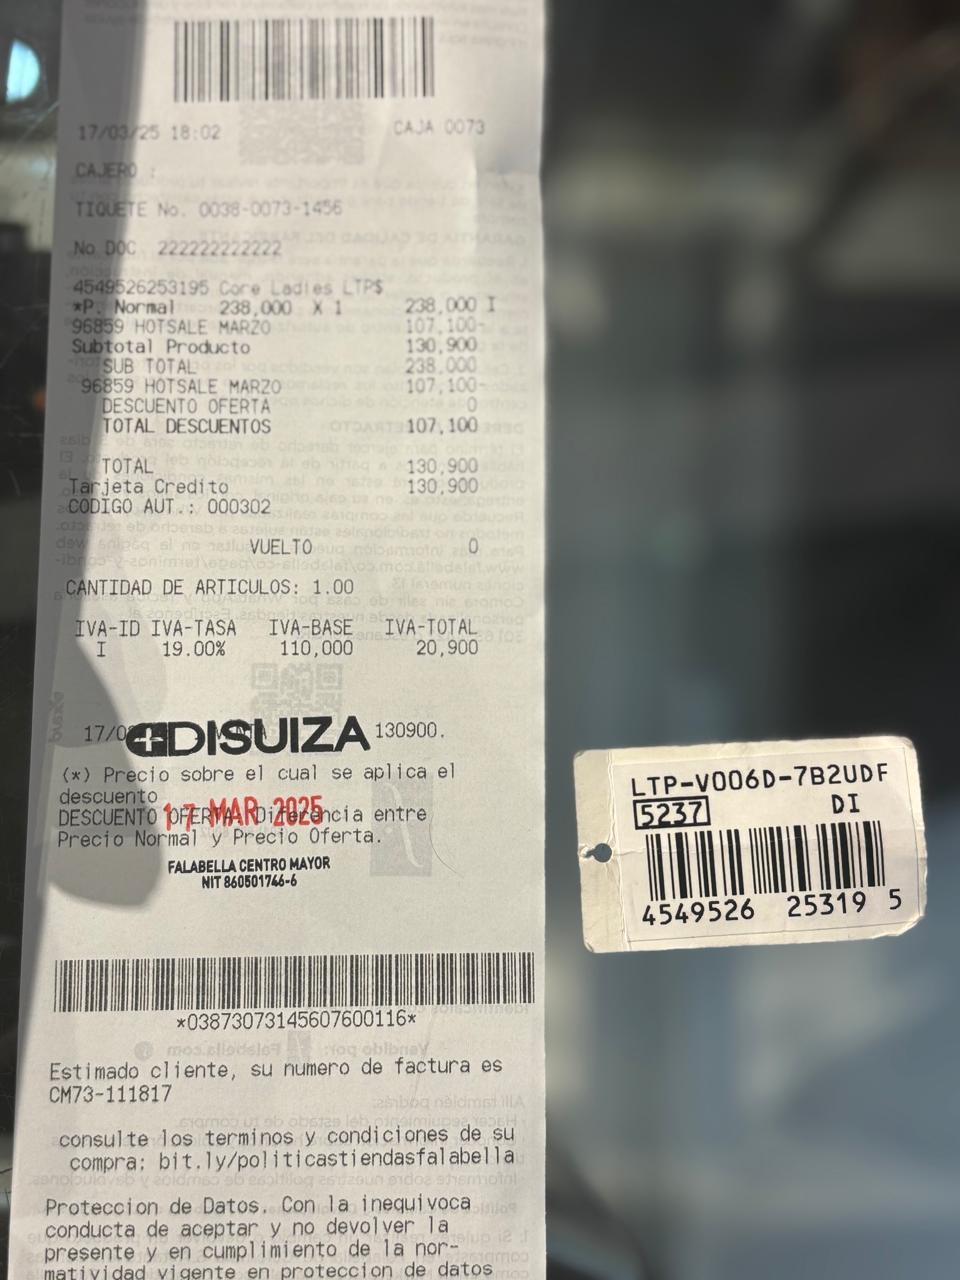 17/03/25 18:02 CAJA 0073
CAJERO :
TIQUETE No. 0038-0073-1456
No DOC 222222222222
4549526253195 Core Ladies LTP$
*P. Normal 238,000 X 1 238,000 I
96859 HOTSALE MARZO 107,100-
Subtotal Producto 130,900
SUB TOTAL 238,000
96859 HOTSALE MARZO 107,100-
DESCUENTO OFERTA 0
TOTAL DESCUENTOS 107,100
TOTAL 130,900
Tarjeta Credito 130,900
CODIGO AUT.: 000302
VUELTO 0
CANTIDAD DE ARTICULOS: 1.00
IVA-ID IVA-TASA IVA-BASE IVA-TOTAL
I 19.00% 110,000 20,900
DISUIZA
130900.
(*) Precio sobre el cual se aplica el
descuento
17 MAR 2025
DESCUENTO OFERTA: Diferencia entre
Precio Normal y Precio Oferta.
FALABELLA CENTRO MAYOR
NIT 860501746-6
*03873073145607600116*
Estimado cliente, su numero de factura es
CM73-111817
consulte los terminos y condiciones de su
compra: bit.ly/politicastiendasfalabella
Proteccion de Datos. Con la inequivoca
conducta de aceptar y no devolver la
presente y en cumplimiento de la nor-
matividad vigente en proteccion de datos
LTP-V006D-7B2UDF
5237 DI
4549526 25319 5